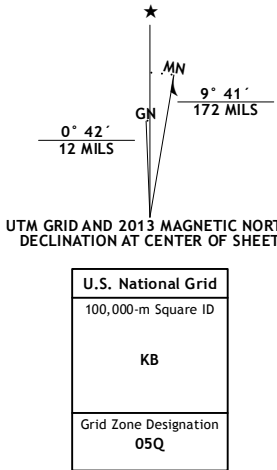 ★
MN
GN
9° 41´
172 MILS
0° 42´
12 MILS
UTM GRID AND 2013 MAGNETIC NORT
DECLINATION AT CENTER OF SHEET
U.S. National Grid
100,000-m Square ID
KB
Grid Zone Designation
05Q